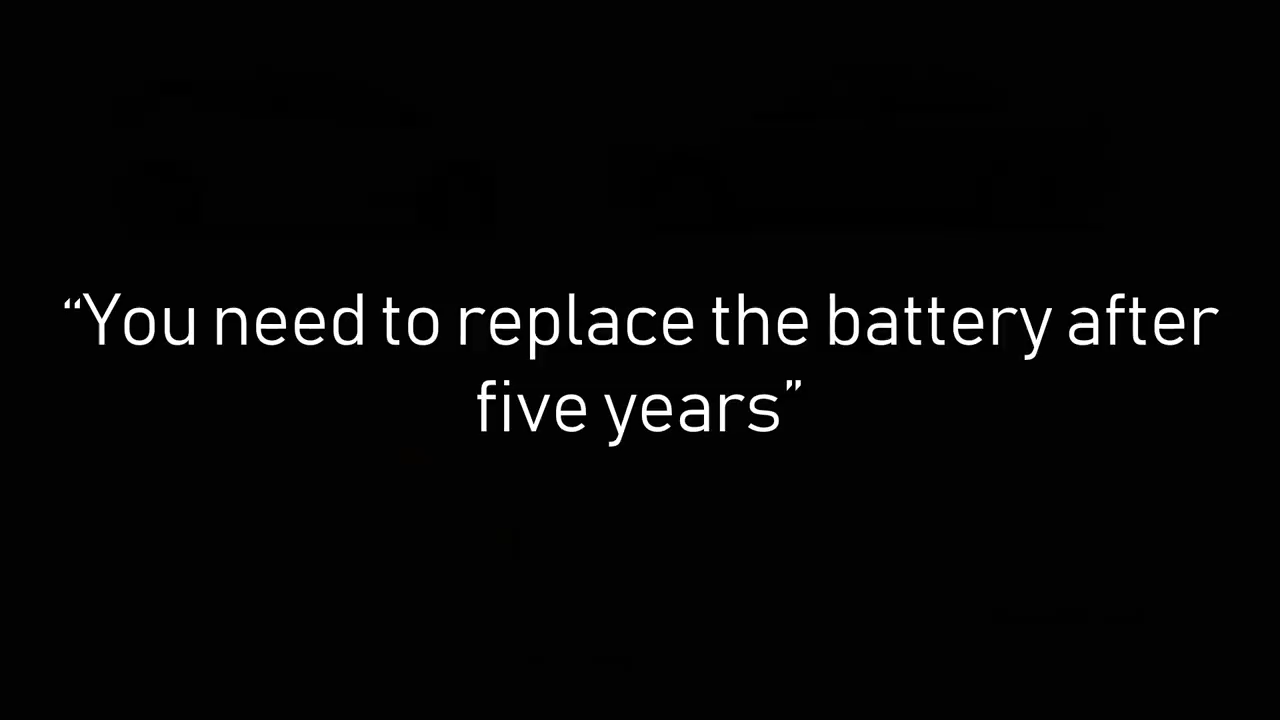 “You need to replace the battery after
five years”